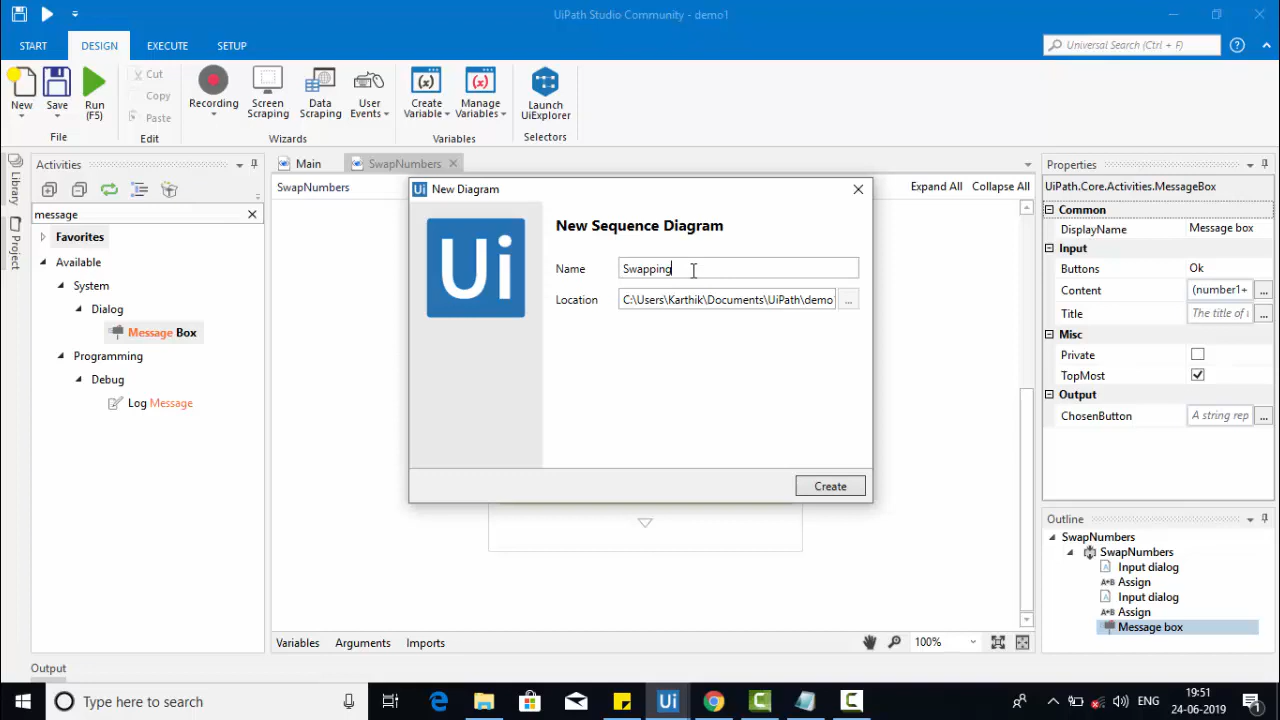 UiPath Studio Community - demo1
START DESIGN EXECUTE SETUP
Universal Search (Ctrl + F)
New Save Run (F5)
Cut
Copy
Paste
Recording Screen Scraping Data Scraping User Events
Create Variable Manage Variables
Launch UiExplorer
File Edit Wizards Variables Selectors
Library
Project
Activities
message
Favorites
Available
System
Dialog
Message Box
Programming
Debug
Log Message
Main SwapNumbers
SwapNumbers
Expand All Collapse All
Ui New Diagram
Ui
New Sequence Diagram
Name Swapping
Location C:\Users\Karthik\Documents\UiPath\demo ...
Create
Variables Arguments Imports
100%
Properties
UiPath.Core.Activities.MessageBox
Common
DisplayName Message box
Input
Buttons Ok
Content (number1+ ...
Title The title of ...
Misc
Private
TopMost
Output
ChosenButton A string rep ...
Outline
SwapNumbers
SwapNumbers
Input dialog
A+B Assign
Input dialog
A+B Assign
Message box
Output
Type here to search
Ui
ENG
19:51
24-06-2019
1